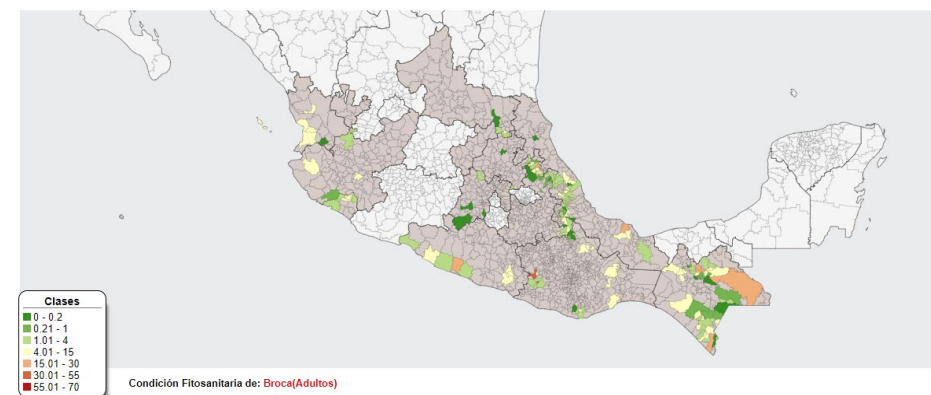 Clases
0 - 0.2
0.21 - 1
1.01 - 4
4.01 - 15
15.01 - 30
30.01 - 55
55.01 - 70
Condición Fitosanitaria de: Broca(Adultos)